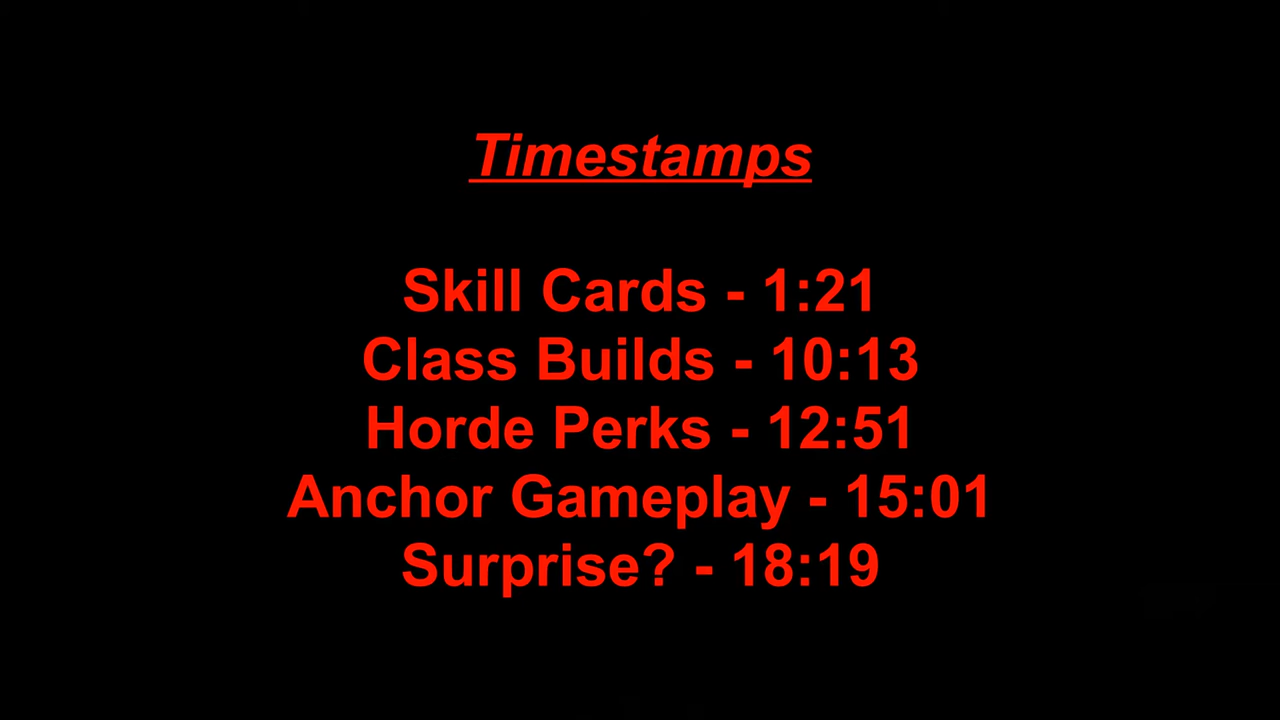 Timestamps
Skill Cards - 1:21
Class Builds - 10:13
Horde Perks - 12:51
Anchor Gameplay - 15:01
Surprise? - 18:19